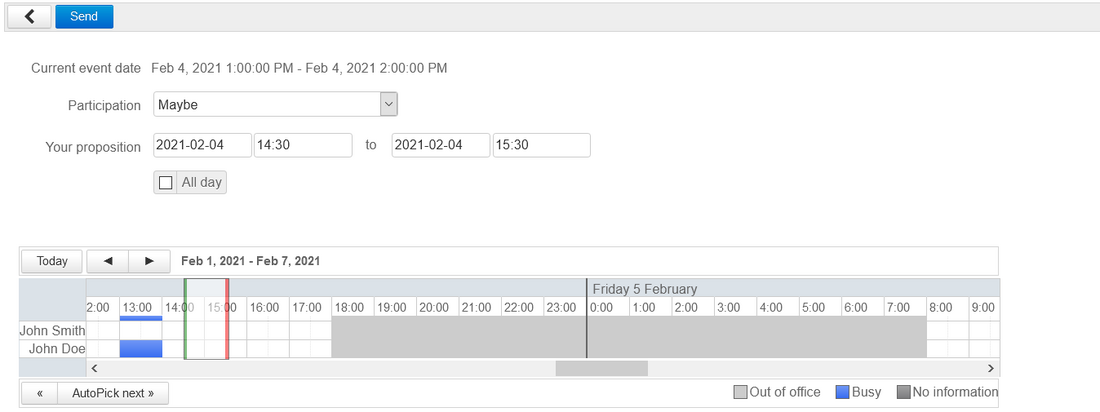 Send
Current event date Feb 4, 2021 1:00:00 PM - Feb 4, 2021 2:00:00 PM
Participation Maybe
Your proposition 2021-02-04 14:30 to 2021-02-04 15:30
All day
Today ◄ ► Feb 1, 2021 - Feb 7, 2021
Friday 5 February
2:00 13:00 14:00 15:00 16:00 17:00 18:00 19:00 20:00 21:00 22:00 23:00 0:00 1:00 2:00 3:00 4:00 5:00 6:00 7:00 8:00 9:00
John Smith
John Doe
« AutoPick next » Out of office Busy No information